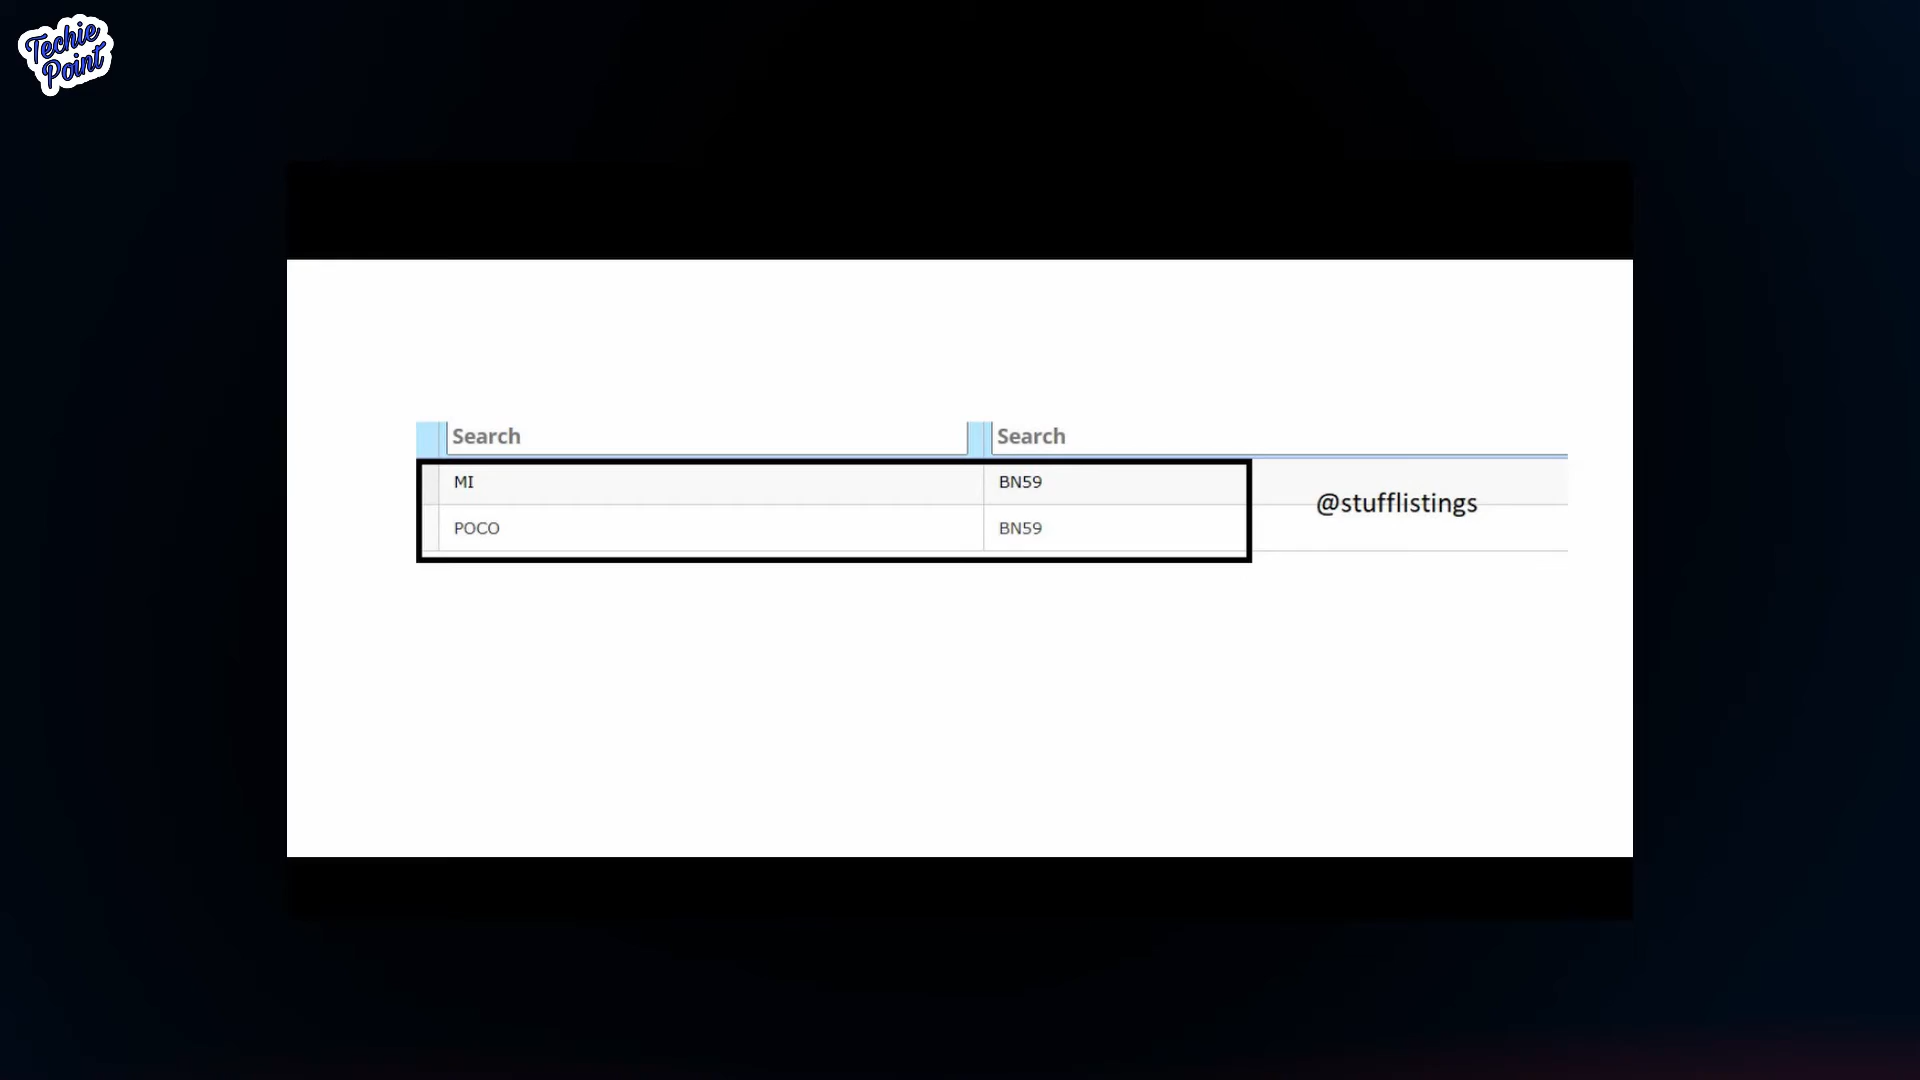 Techie
Point
Search Search
MI BN59
@stufflistings
POCO BN59